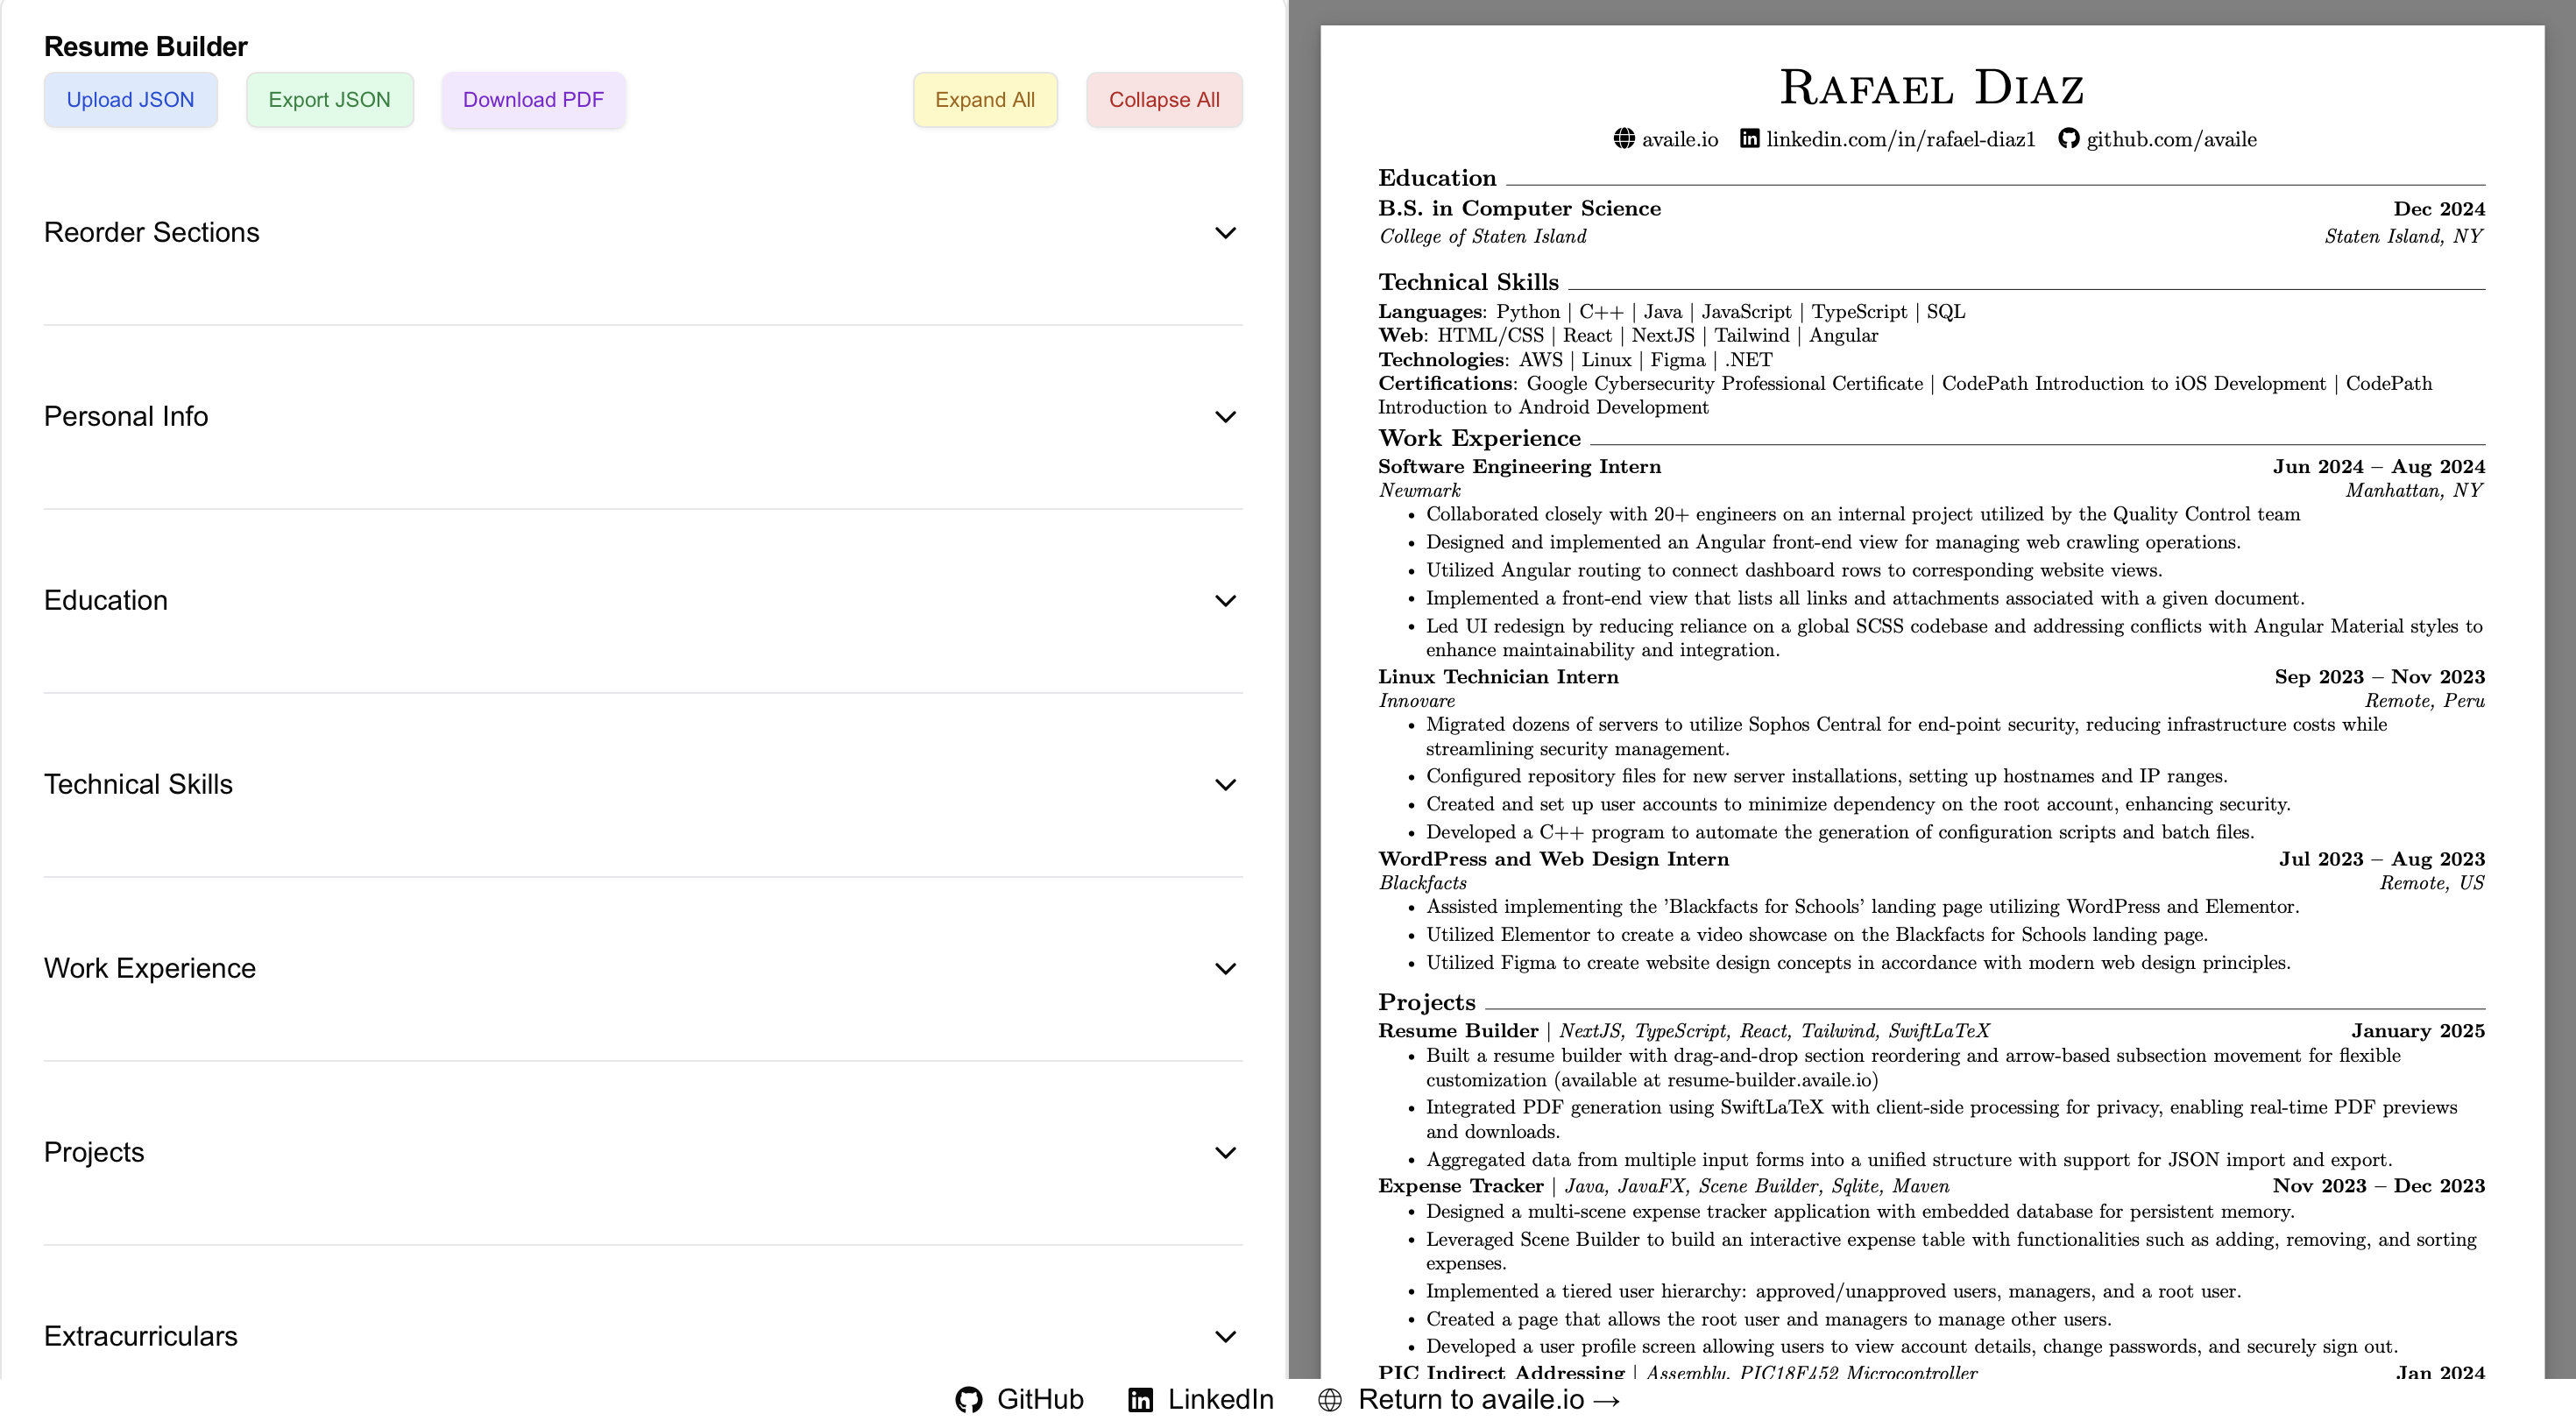 Resume Builder
Upload JSON
Export JSON
Download PDF
Expand All
Collapse All
Reorder Sections
Personal Info
Education
Technical Skills
Work Experience
Projects
Extracurriculars
Rafael Diaz
availe.io linkedin.com/in/rafael-diaz1 github.com/availe
Education
B.S. in Computer Science Dec 2024
College of Staten Island Staten Island, NY
Technical Skills
Languages: Python | C++ | Java | JavaScript | TypeScript | SQL
Web: HTML/CSS | React | NextJS | Tailwind | Angular
Technologies: AWS | Linux | Figma | .NET
Certifications: Google Cybersecurity Professional Certificate | CodePath Introduction to iOS Development | CodePath
Introduction to Android Development
Work Experience
Software Engineering Intern Jun 2024 – Aug 2024
Newmark Manhattan, NY
• Collaborated closely with 20+ engineers on an internal project utilized by the Quality Control team
• Designed and implemented an Angular front-end view for managing web crawling operations.
• Utilized Angular routing to connect dashboard rows to corresponding website views.
• Implemented a front-end view that lists all links and attachments associated with a given document.
• Led UI redesign by reducing reliance on a global SCSS codebase and addressing conflicts with Angular Material styles to
enhance maintainability and integration.
Linux Technician Intern Sep 2023 – Nov 2023
Innovare Remote, Peru
• Migrated dozens of servers to utilize Sophos Central for end-point security, reducing infrastructure costs while
streamlining security management.
• Configured repository files for new server installations, setting up hostnames and IP ranges.
• Created and set up user accounts to minimize dependency on the root account, enhancing security.
• Developed a C++ program to automate the generation of configuration scripts and batch files.
WordPress and Web Design Intern Jul 2023 – Aug 2023
Blackfacts Remote, US
• Assisted implementing the ’Blackfacts for Schools’ landing page utilizing WordPress and Elementor.
• Utilized Elementor to create a video showcase on the Blackfacts for Schools landing page.
• Utilized Figma to create website design concepts in accordance with modern web design principles.
Projects
Resume Builder | NextJS, TypeScript, React, Tailwind, SwiftLaTeX January 2025
• Built a resume builder with drag-and-drop section reordering and arrow-based subsection movement for flexible
customization (available at resume-builder.availe.io)
• Integrated PDF generation using SwiftLaTeX with client-side processing for privacy, enabling real-time PDF previews
and downloads.
• Aggregated data from multiple input forms into a unified structure with support for JSON import and export.
Expense Tracker | Java, JavaFX, Scene Builder, Sqlite, Maven Nov 2023 – Dec 2023
• Designed a multi-scene expense tracker application with embedded database for persistent memory.
• Leveraged Scene Builder to build an interactive expense table with functionalities such as adding, removing, and sorting
expenses.
• Implemented a tiered user hierarchy: approved/unapproved users, managers, and a root user.
• Created a page that allows the root user and managers to manage other users.
• Developed a user profile screen allowing users to view account details, change passwords, and securely sign out.
PIC Indirect Addressing | Assembly, PIC18F452 Microcontroller Jan 2024
GitHub LinkedIn Return to availe.io →